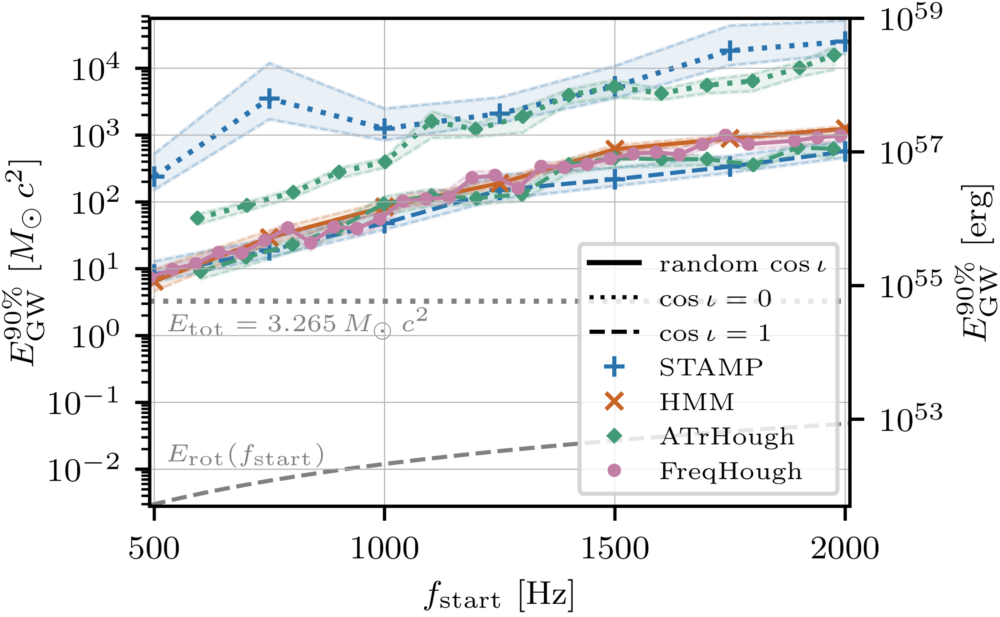 E_GW^90% [M_⊙ c^2]
10^4
10^3
10^2
10^1
10^0
10^−1
10^−2
10^59
10^57
10^55
10^53
E_GW^90% [erg]
E_tot = 3.265 M_⊙ c^2
E_rot(f_start)
random cos ι
cos ι = 0
cos ι = 1
STAMP
HMM
ATrHough
FreqHough
500
1000
1500
2000
f_start [Hz]